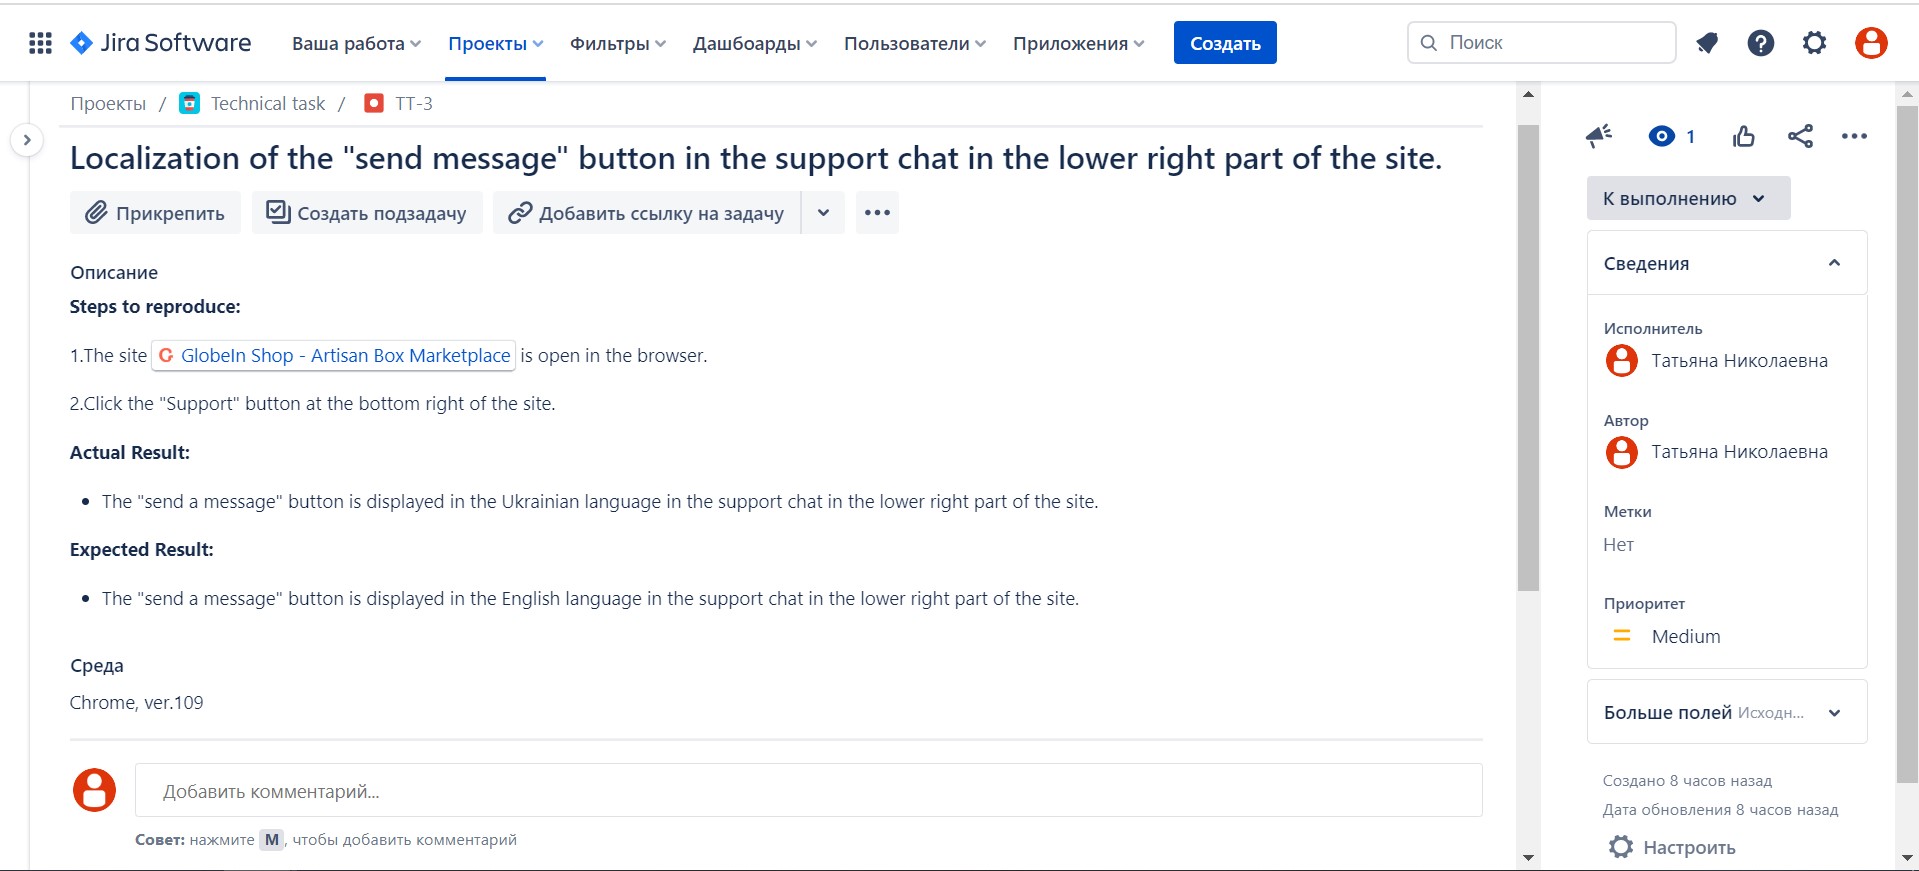 Jira Software Ваша работа Проекты Фильтры Дашборды Пользователи Приложения Создать Поиск
Проекты / Technical task / TT-3
Localization of the "send message" button in the support chat in the lower right part of the site.
Прикрепить Создать подзадачу Добавить ссылку на задачу
Описание
Steps to reproduce:
1.The site GlobeIn Shop - Artisan Box Marketplace is open in the browser.
2.Click the "Support" button at the bottom right of the site.
Actual Result:
• The "send a message" button is displayed in the Ukrainian language in the support chat in the lower right part of the site.
Expected Result:
• The "send a message" button is displayed in the English language in the support chat in the lower right part of the site.
Среда
Chrome, ver.109
Добавить комментарий...
Совет: нажмите M, чтобы добавить комментарий
1
К выполнению
Сведения
Исполнитель
Татьяна Николаевна
Автор
Татьяна Николаевна
Метки
Нет
Приоритет
Medium
Больше полей Исходн...
Создано 8 часов назад
Дата обновления 8 часов назад
Настроить